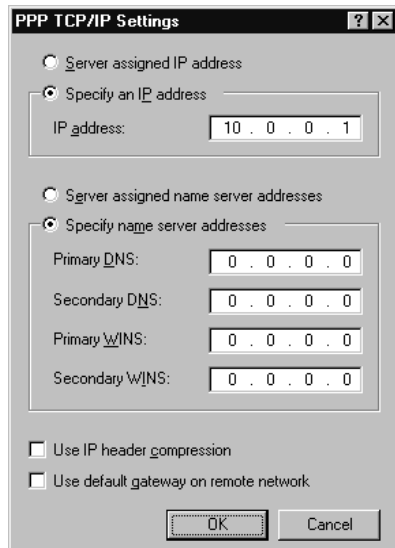 PPP TCP/IP Settings
Server assigned IP address
Specify an IP address
IP address: 10 . 0 . 0 . 1
Server assigned name server addresses
Specify name server addresses
Primary DNS: 0 . 0 . 0 . 0
Secondary DNS: 0 . 0 . 0 . 0
Primary WINS: 0 . 0 . 0 . 0
Secondary WINS: 0 . 0 . 0 . 0
Use IP header compression
Use default gateway on remote network
OK Cancel